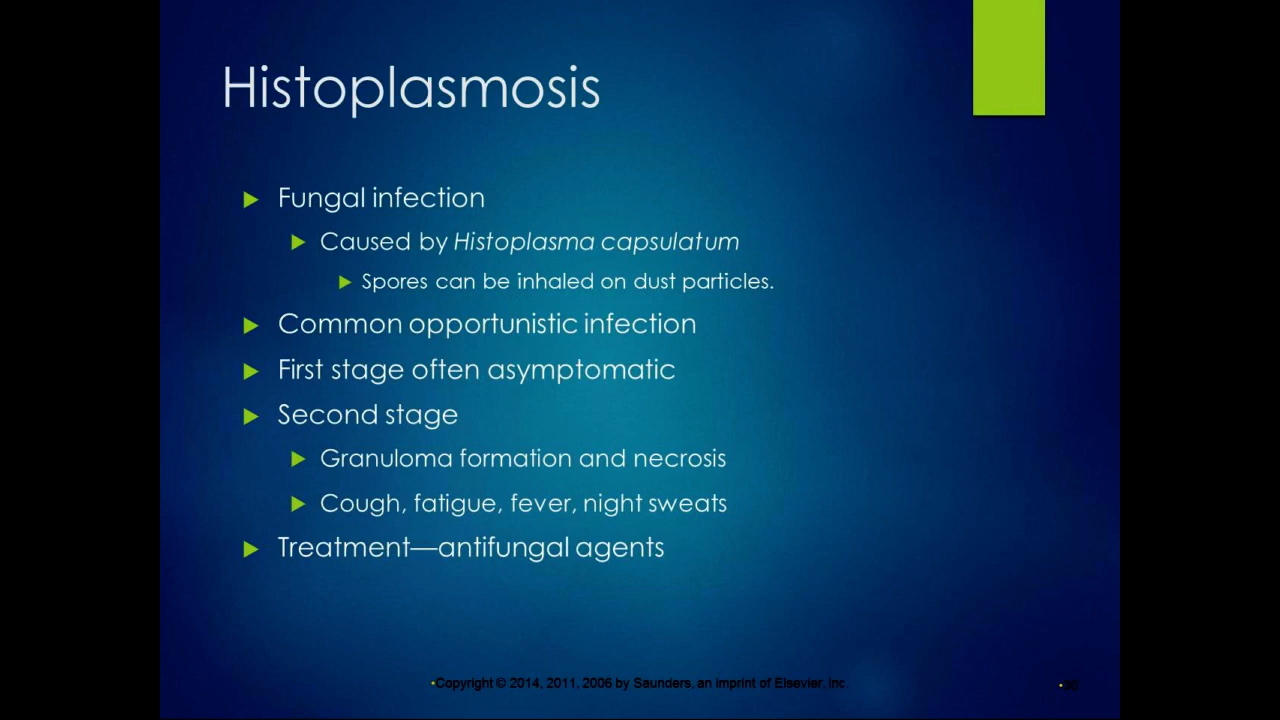 Histoplasmosis
Fungal infection
Caused by Histoplasma capsulatum
Spores can be inhaled on dust particles.
Common opportunistic infection
First stage often asymptomatic
Second stage
Granuloma formation and necrosis
Cough, fatigue, fever, night sweats
Treatment—antifungal agents
•Copyright © 2014, 2011, 2006 by Saunders, an imprint of Elsevier, Inc.